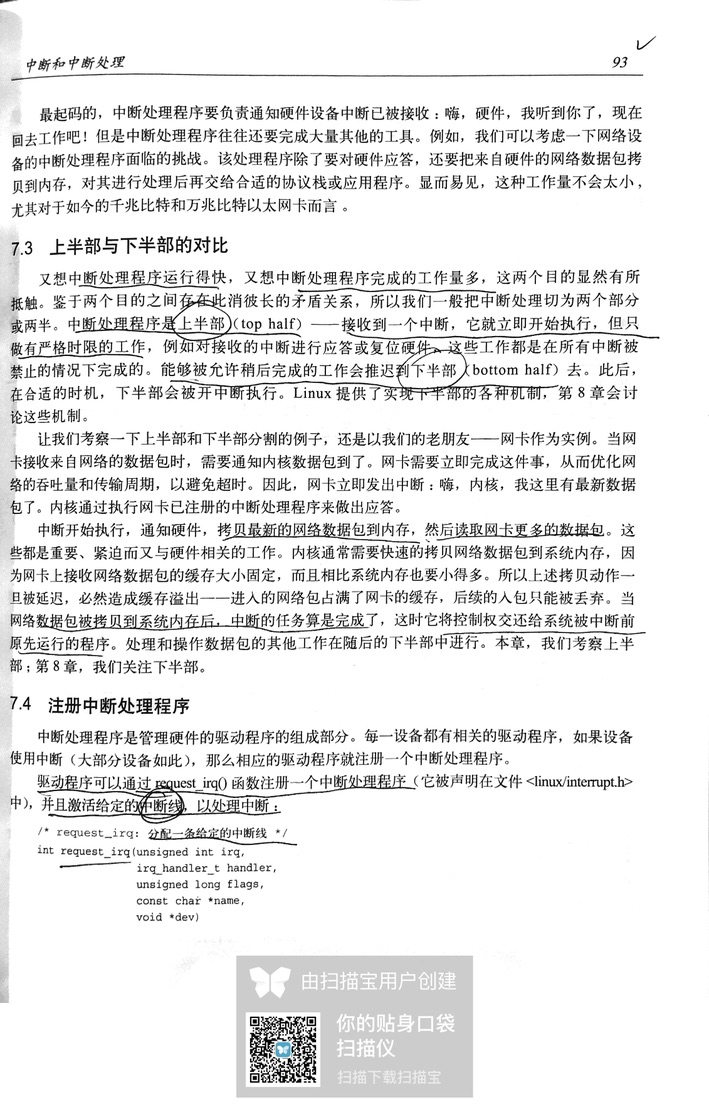 中断和中断处理 93
最起码的，中断处理程序要负责通知硬件设备中断已被接收：嗨，硬件，我听到你了，现在
回去工作吧！但是中断处理程序往往还要完成大量其他的工具。例如，我们可以考虑一下网络设
备的中断处理程序面临的挑战。该处理程序除了要对硬件应答，还要把来自硬件的网络数据包拷
贝到内存，对其进行处理后再交给合适的协议栈或应用程序。显而易见，这种工作量不会太小，
尤其对于如今的千兆比特和万兆比特以太网卡而言。
7.3 上半部与下半部的对比
又想中断处理程序运行得快，又想中断处理程序完成的工作量多，这两个目的显然有所
抵触。鉴于两个目的之间存在此消彼长的矛盾关系，所以我们一般把中断处理切为两个部分
或两半。中断处理程序是上半部（top half）——接收到一个中断，它就立即开始执行，但只
做有严格时限的工作，例如对接收的中断进行应答或复位硬件，这些工作都是在所有中断被
禁止的情况下完成的。能够被允许稍后完成的工作会推迟到下半部（bottom half）去。此后，
在合适的时机，下半部会被开中断执行。Linux 提供了实现下半部的各种机制，第 8 章会讨
论这些机制。
让我们考察一下上半部和下半部分割的例子，还是以我们的老朋友——网卡作为实例。当网
卡接收来自网络的数据包时，需要通知内核数据包到了。网卡需要立即完成这件事，从而优化网
络的吞吐量和传输周期，以避免超时。因此，网卡立即发出中断：嗨，内核，我这里有最新数据
包了。内核通过执行网卡已注册的中断处理程序来做出应答。
中断开始执行，通知硬件，拷贝最新的网络数据包到内存，然后读取网卡更多的数据包。这
些都是重要、紧迫而又与硬件相关的工作。内核通常需要快速的拷贝网络数据包到系统内存，因
为网卡上接收网络数据包的缓存大小固定，而且相比系统内存也要小得多。所以上述拷贝动作一
旦被延迟，必然造成缓存溢出——进入的网络包占满了网卡的缓存，后续的入包只能被丢弃。当
网络数据包被拷贝到系统内存后，中断的任务算是完成了，这时它将控制权交还给系统被中断前
原先运行的程序。处理和操作数据包的其他工作在随后的下半部中进行。本章，我们考察上半
部；第 8 章，我们关注下半部。
7.4 注册中断处理程序
中断处理程序是管理硬件的驱动程序的组成部分。每一设备都有相关的驱动程序，如果设备
使用中断（大部分设备如此），那么相应的驱动程序就注册一个中断处理程序。
驱动程序可以通过 request_irq() 函数注册一个中断处理程序（它被声明在文件 <linux/interrupt.h>
中），并且激活给定的中断线，以处理中断：
/* request_irq: 分配一条给定的中断线 */
int request_irq(unsigned int irq,
irq_handler_t handler,
unsigned long flags,
const char *name,
void *dev)
由扫描宝用户创建
你的贴身口袋
扫描仪
扫描下载扫描宝